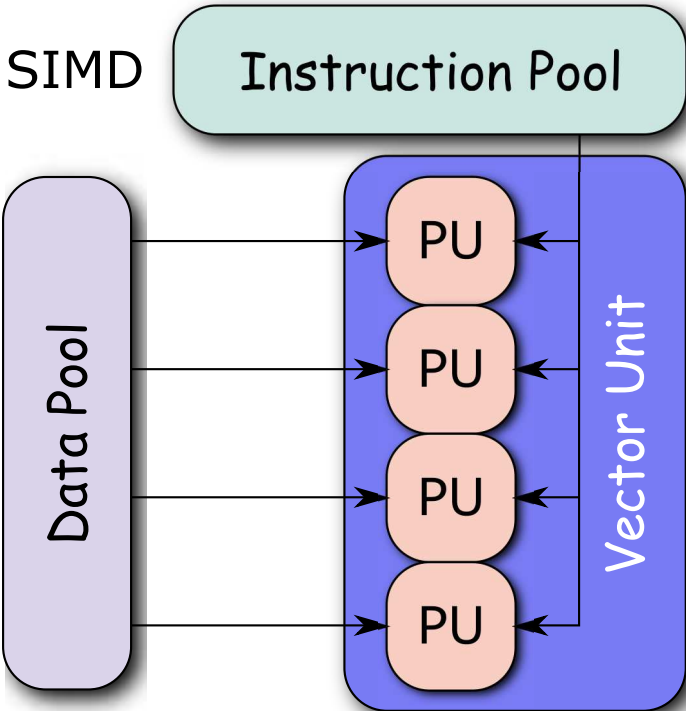 SIMD
Instruction Pool
Data Pool
PU
PU
PU
PU
Vector Unit